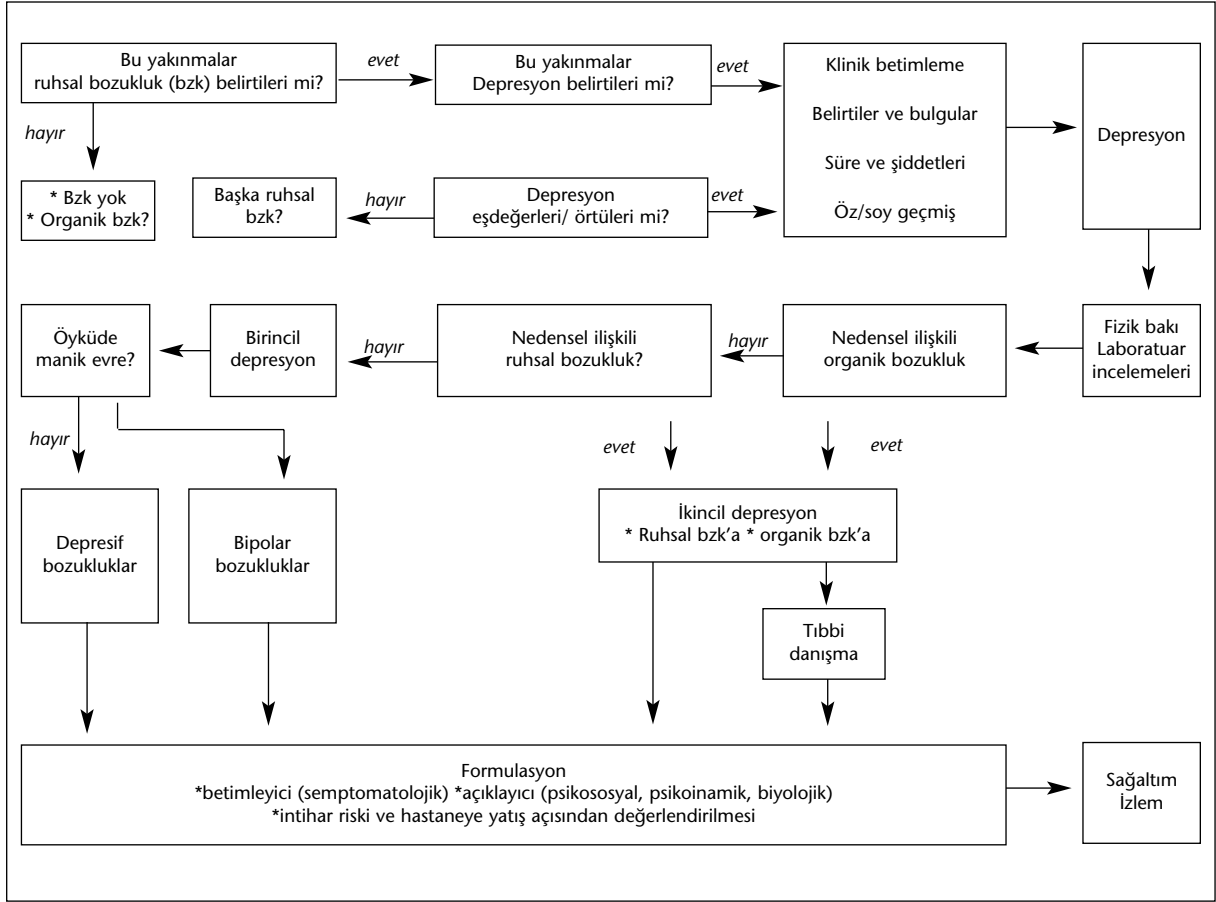 Bu yakınmalar
ruhsal bozukluk (bzk) belirtileri mi?
evet
Bu yakınmalar
Depresyon belirtileri mi?
evet
Klinik betimleme
Belirtiler ve bulgular
Süre ve şiddetleri
Öz/soy geçmiş
Depresyon
hayır
* Bzk yok
* Organik bzk?
Başka ruhsal
bzk?
hayır
Depresyon
eşdeğerleri/ örtüleri mi?
evet
Öyküde
manik evre?
Birincil
depresyon
hayır
Nedensel ilişkili
ruhsal bozukluk?
hayır
Nedensel ilişkili
organik bozukluk
Fizik bakı
Laboratuar
incelemeleri
hayır
evet
evet
Depresif
bozukluklar
Bipolar
bozukluklar
İkincil depresyon
* Ruhsal bzk'a * organik bzk'a
Tıbbi
danışma
Formulasyon
*betimleyici (semptomatolojik) *açıklayıcı (psikososyal, psikoinamik, biyolojik)
*intihar riski ve hastaneye yatış açısından değerlendirilmesi
Sağaltım
İzlem